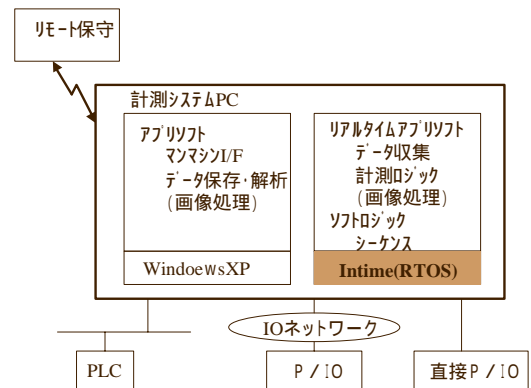 リモート保守
計測システムPC
アプリソフト
マンマシンI/F
データ保存・解析
(画像処理)
WindoewsXP
リアルタイムアプリソフト
データ収集
計測ロジック
(画像処理)
ソフトロジック
シーケンス
Intime(RTOS)
IOネットワーク
PLC
P/IO
直接P/IO